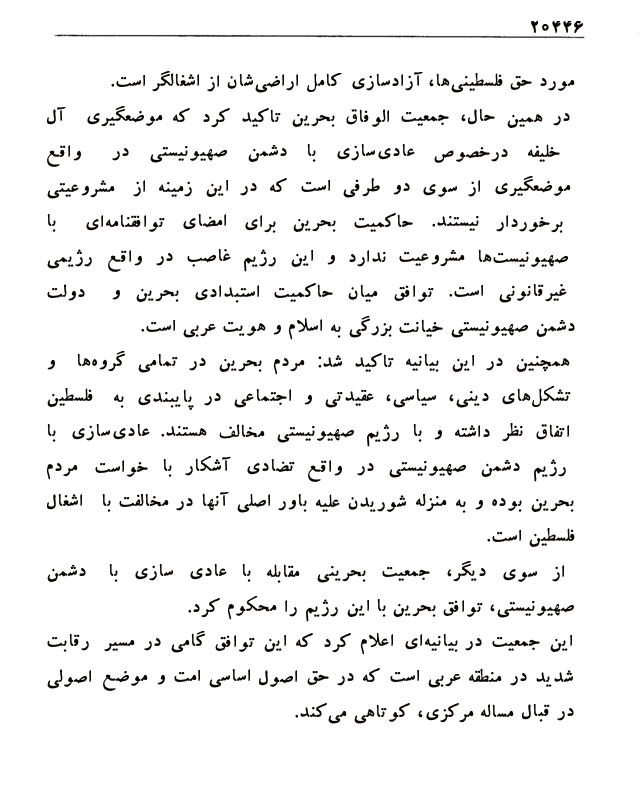 ۲۰۴۴۶
مورد حق فلسطینی‌ها، آزادسازی کامل اراضی‌شان از اشغالگر است.
در همین حال، جمعیت الوفاق بحرین تاکید کرد که موضعگیری آل
خلیفه درخصوص عادی‌سازی با دشمن صهیونیستی در واقع
موضعگیری از سوی دو طرفی است که در این زمینه از مشروعیتی
برخوردار نیستند. حاکمیت بحرین برای امضای توافقنامه‌ای با
صهیونیست‌ها مشروعیت ندارد و این رژیم غاصب در واقع رژیمی
غیرقانونی است. توافق میان حاکمیت استبدادی بحرین و دولت
دشمن صهیونیستی خیانت بزرگی به اسلام و هویت عربی است.
همچنین در این بیانیه تاکید شد: مردم بحرین در تمامی گروه‌ها و
تشکل‌های دینی، سیاسی، عقیدتی و اجتماعی در پایبندی به فلسطین
اتفاق نظر داشته و با رژیم صهیونیستی مخالف هستند. عادی‌سازی با
رژیم دشمن صهیونیستی در واقع تضادی آشکار با خواست مردم
بحرین بوده و به منزله شوریدن علیه باور اصلی آنها در مخالفت با اشغال
فلسطین است.
از سوی دیگر، جمعیت بحرینی مقابله با عادی سازی با دشمن
صهیونیستی، توافق بحرین با این رژیم را محکوم کرد.
این جمعیت در بیانیه‌ای اعلام کرد که این توافق گامی در مسیر رقابت
شدید در منطقه عربی است که در حق اصول اساسی امت و موضع اصولی
در قبال مساله مرکزی، کوتاهی می‌کند.